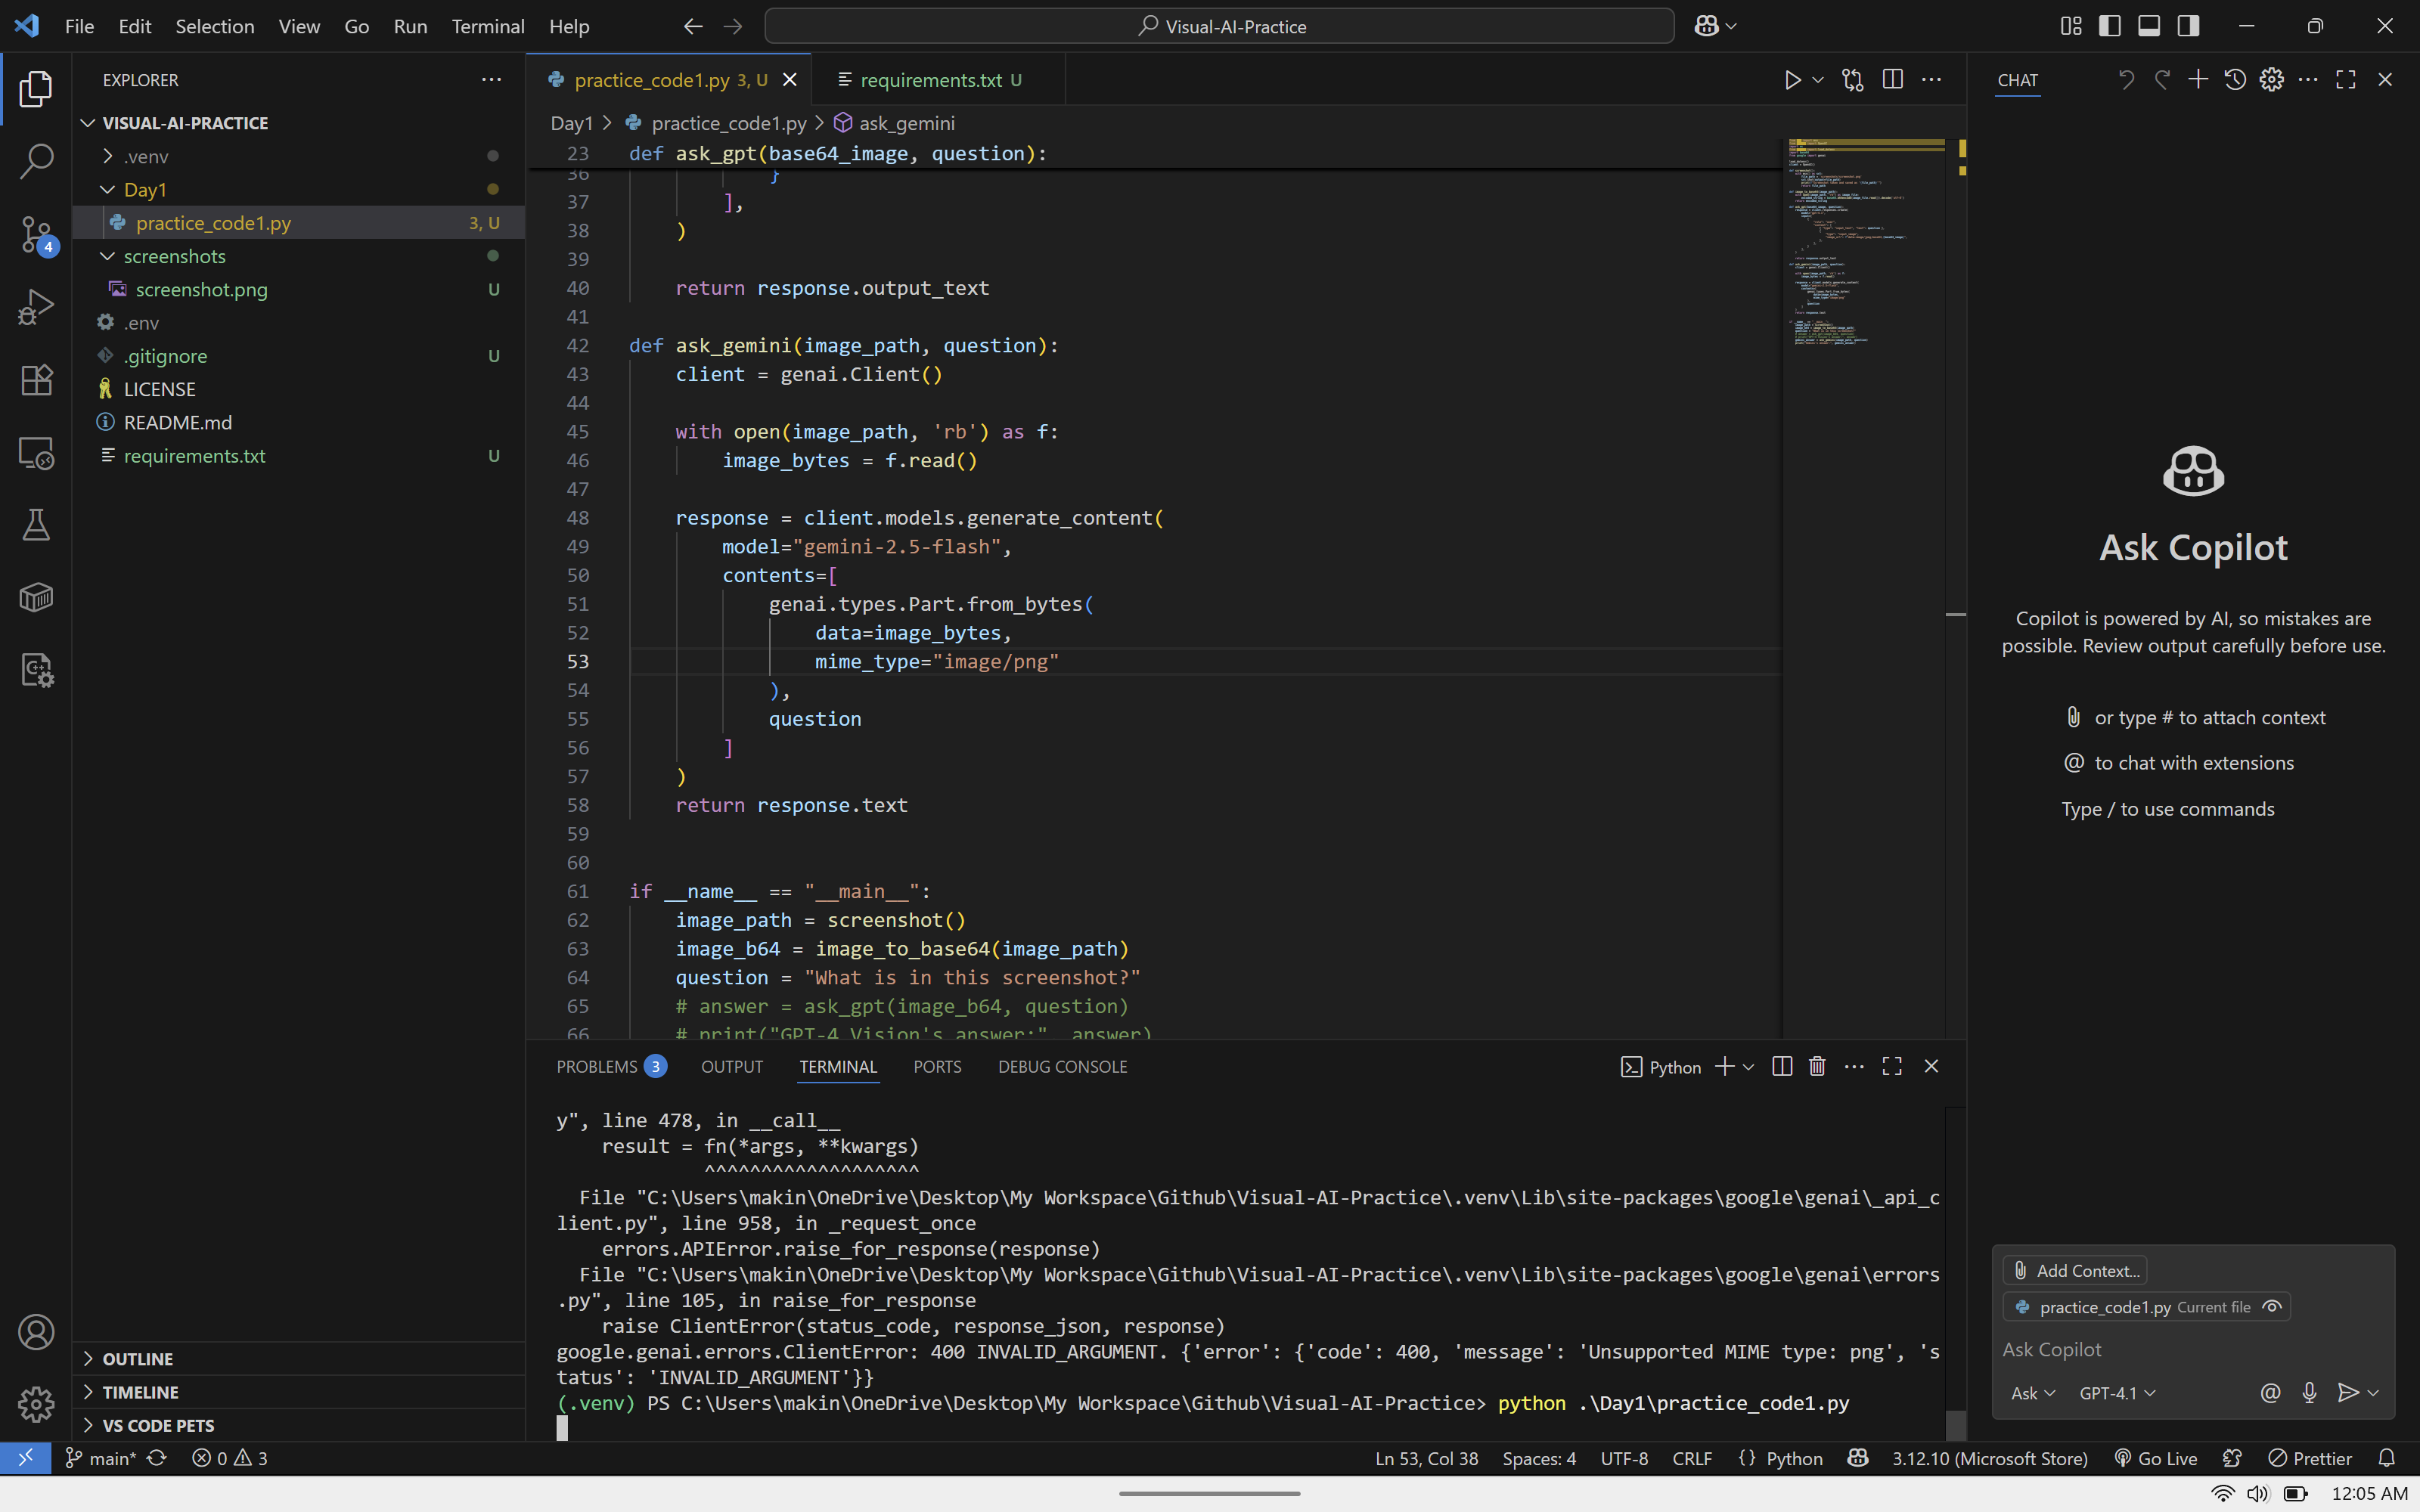 File Edit Selection View Go Run Terminal Help
Visual-AI-Practice
EXPLORER
VISUAL-AI-PRACTICE
.venv
Day1
practice_code1.py 3, U
screenshots
screenshot.png U
.env
.gitignore U
LICENSE
README.md
requirements.txt U
OUTLINE
TIMELINE
VS CODE PETS
4
practice_code1.py 3, U
requirements.txt U
Day1 > practice_code1.py > ask_gemini
23 def ask_gpt(base64_image, question):
36 }
37 ],
38 )
39
40 return response.output_text
41
42 def ask_gemini(image_path, question):
43 client = genai.Client()
44
45 with open(image_path, 'rb') as f:
46 image_bytes = f.read()
47
48 response = client.models.generate_content(
49 model="gemini-2.5-flash",
50 contents=[
51 genai.types.Part.from_bytes(
52 data=image_bytes,
53 mime_type="image/png"
54 ),
55 question
56 ]
57 )
58 return response.text
59
60
61 if __name__ == "__main__":
62 image_path = screenshot()
63 image_b64 = image_to_base64(image_path)
64 question = "What is in this screenshot?"
65 # answer = ask_gpt(image_b64, question)
66 # print("GPT-4 Vision's answer:", answer)
PROBLEMS 3 OUTPUT TERMINAL PORTS DEBUG CONSOLE
Python
y", line 478, in __call__
result = fn(*args, **kwargs)
^^^^^^^^^^^^^^^^^^^
File "C:\Users\makin\OneDrive\Desktop\My Workspace\Github\Visual-AI-Practice\.venv\Lib\site-packages\google\genai\_api_c
lient.py", line 958, in _request_once
errors.APIError.raise_for_response(response)
File "C:\Users\makin\OneDrive\Desktop\My Workspace\Github\Visual-AI-Practice\.venv\Lib\site-packages\google\genai\errors
.py", line 105, in raise_for_response
raise ClientError(status_code, response_json, response)
google.genai.errors.ClientError: 400 INVALID_ARGUMENT. {'error': {'code': 400, 'message': 'Unsupported MIME type: png', 's
tatus': 'INVALID_ARGUMENT'}}
(.venv) PS C:\Users\makin\OneDrive\Desktop\My Workspace\Github\Visual-AI-Practice> python .\Day1\practice_code1.py
CHAT
Ask Copilot
Copilot is powered by AI, so mistakes are
possible. Review output carefully before use.
or type # to attach context
@ to chat with extensions
Type / to use commands
Add Context...
practice_code1.py Current file
Ask Copilot
Ask GPT-4.1 @
main* 0 3
Ln 53, Col 38 Spaces: 4 UTF-8 CRLF {} Python 3.12.10 (Microsoft Store) Go Live Prettier
12:05 AM